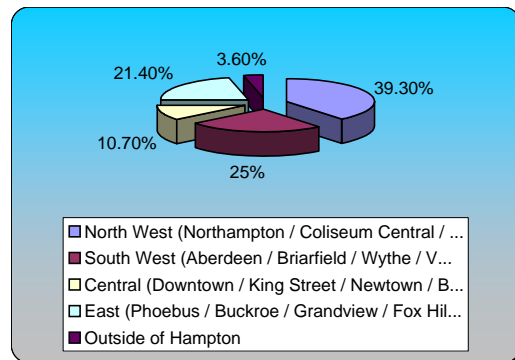 3.60%
21.40%
39.30%
10.70%
25%
North West (Northampton / Coliseum Central / ...
South West (Aberdeen / Briarfield / Wythe / V...
Central (Downtown / King Street / Newtown / B...
East (Phoebus / Buckroe / Grandview / Fox Hil...
Outside of Hampton